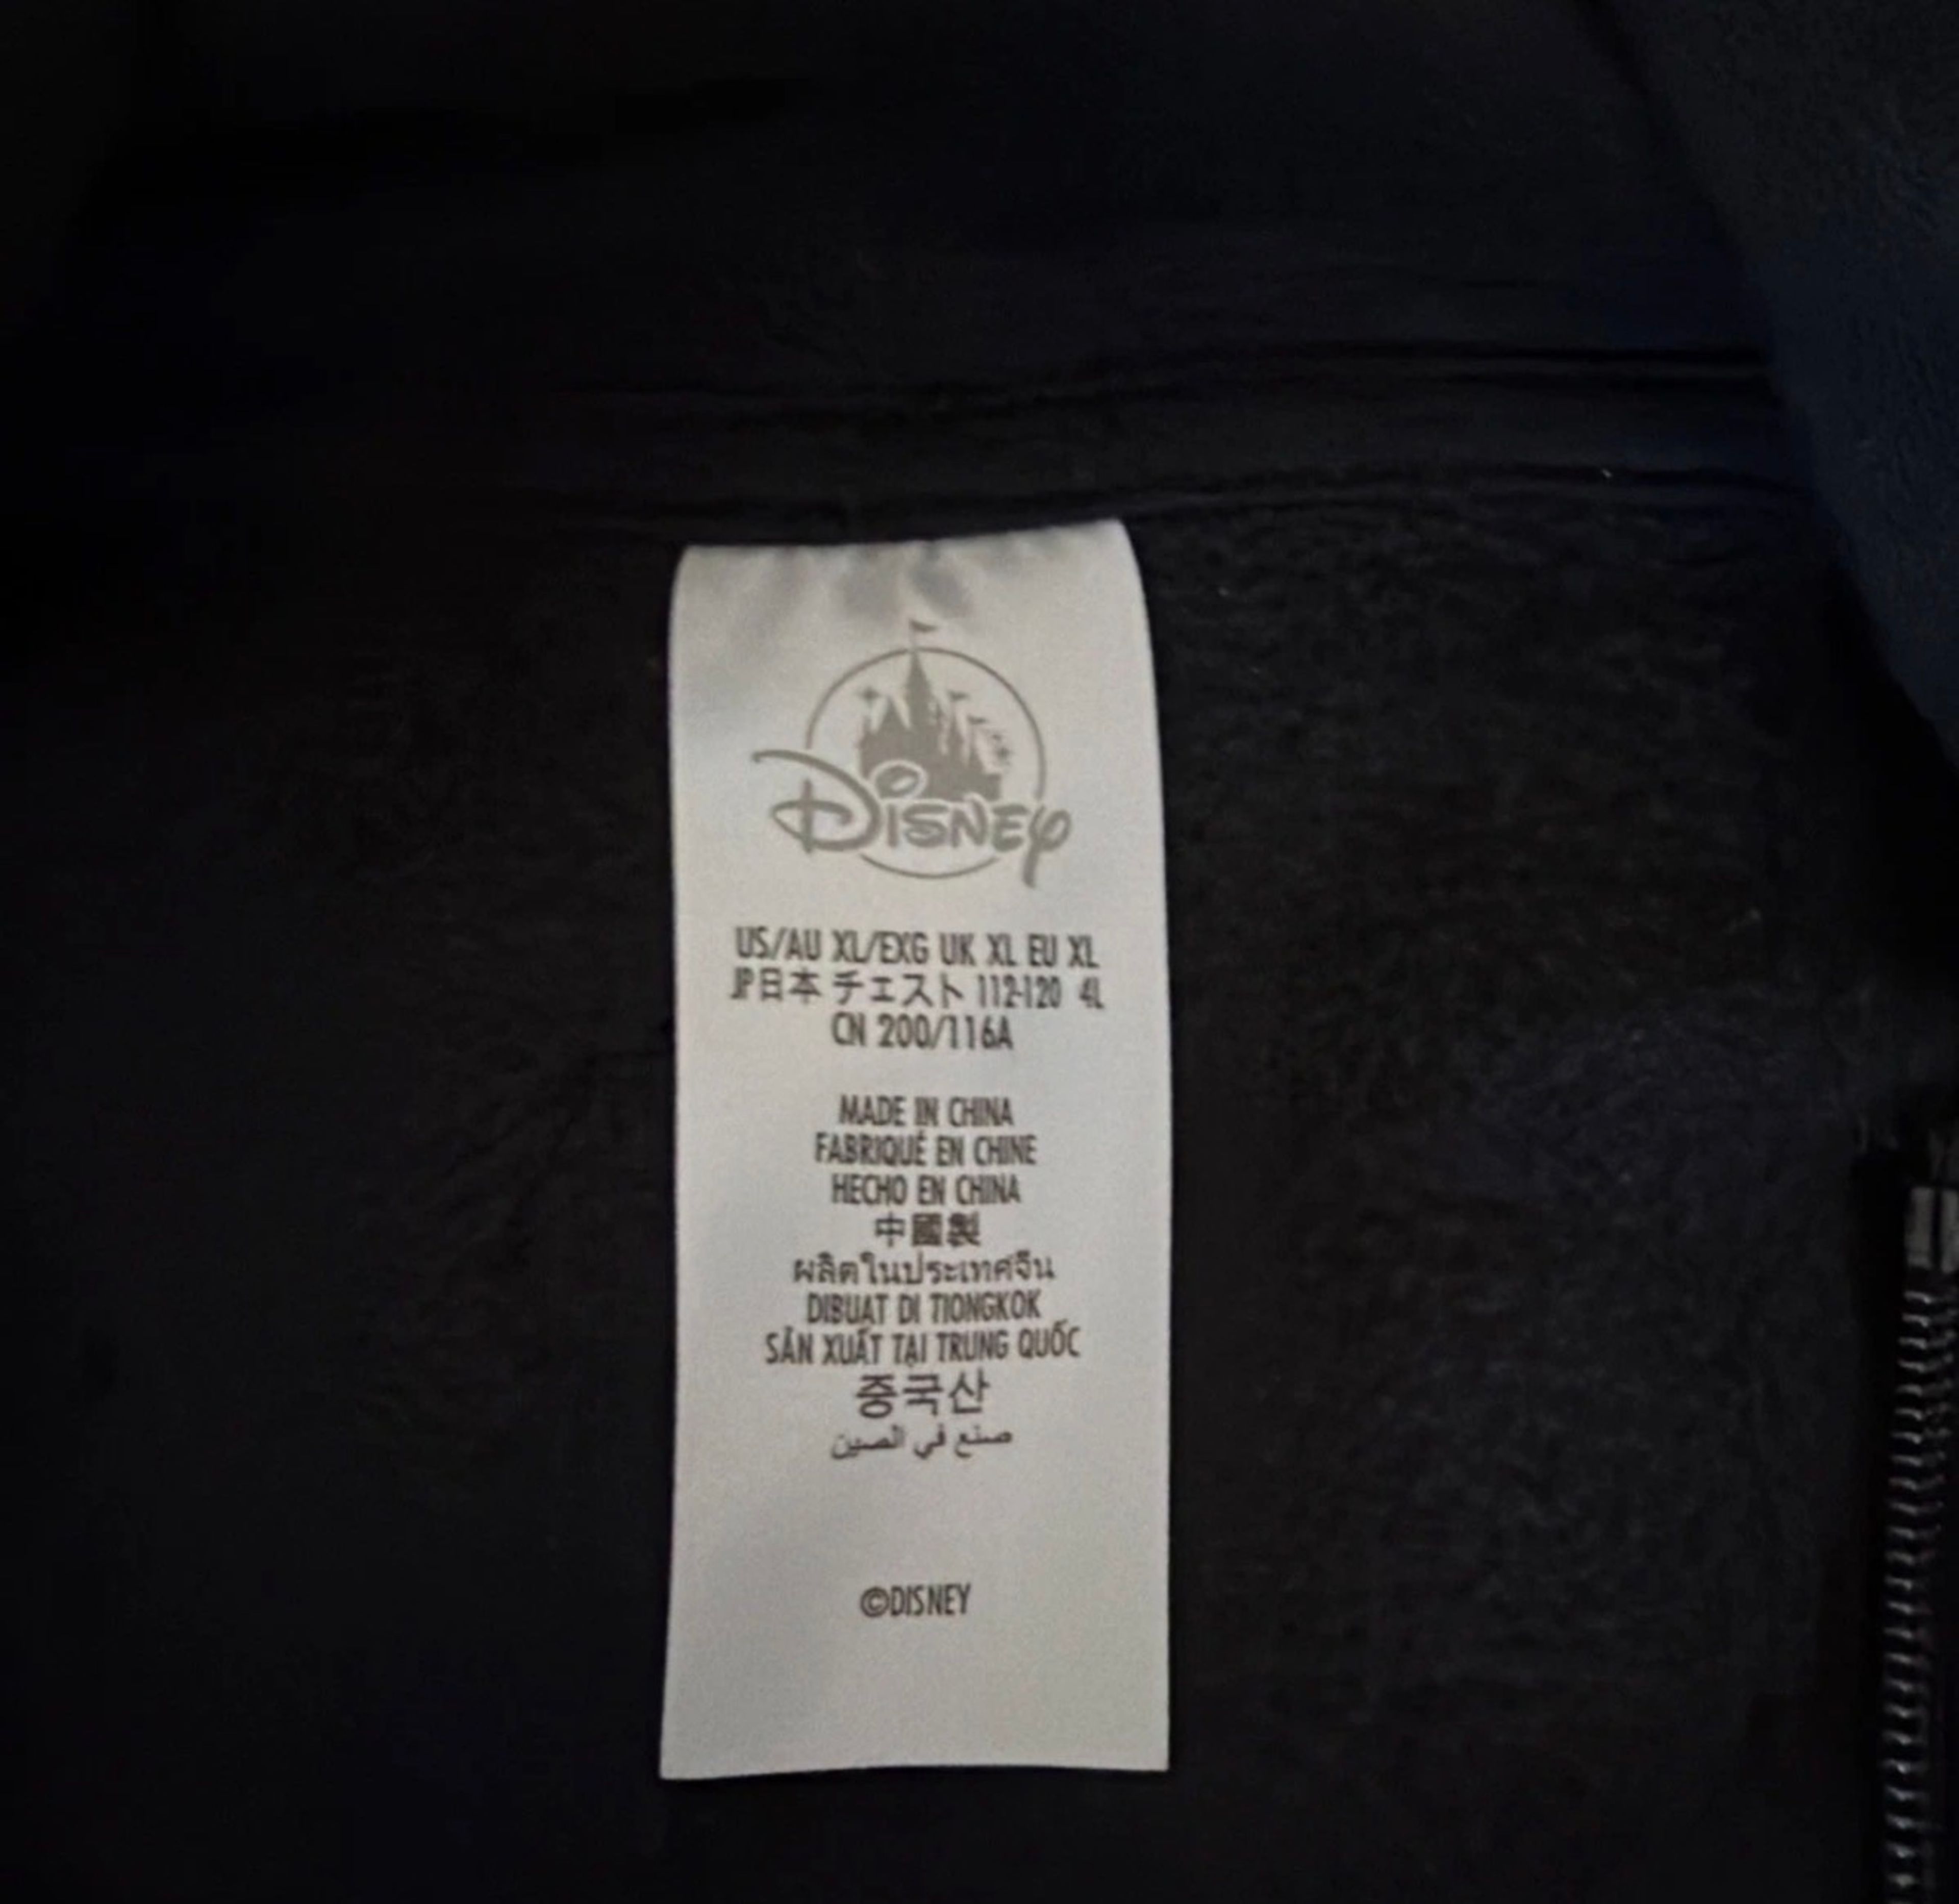 DISNEY
US/AU XL/EXG UK XL EU XL
JP日本 チェスト 112-120 4L
CN 200/116A
MADE IN CHINA
FABRIQUÉ EN CHINE
HECHO EN CHINA
中國製
ผลิตในประเทศจีน
DIBUAT DI TIONGKOK
SẢN XUẤT TẠI TRUNG QUỐC
중국산
صنع في الصين
©DISNEY